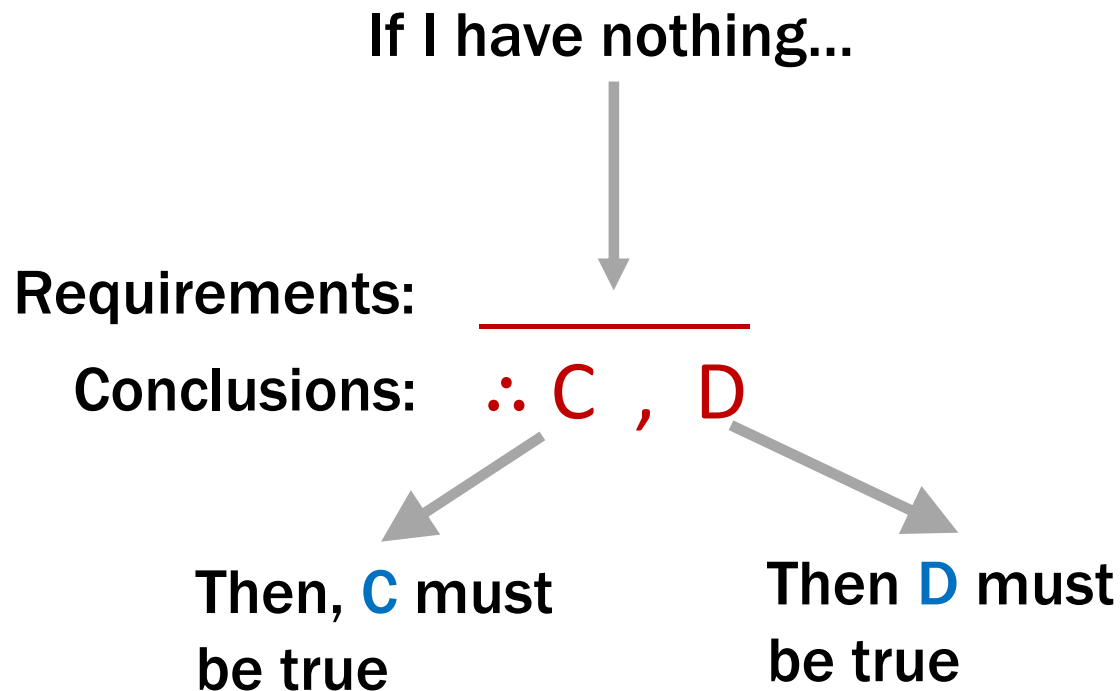 If I have nothing...
Requirements:
Conclusions: ∴ C , D
Then, C must
be true
Then D must
be true